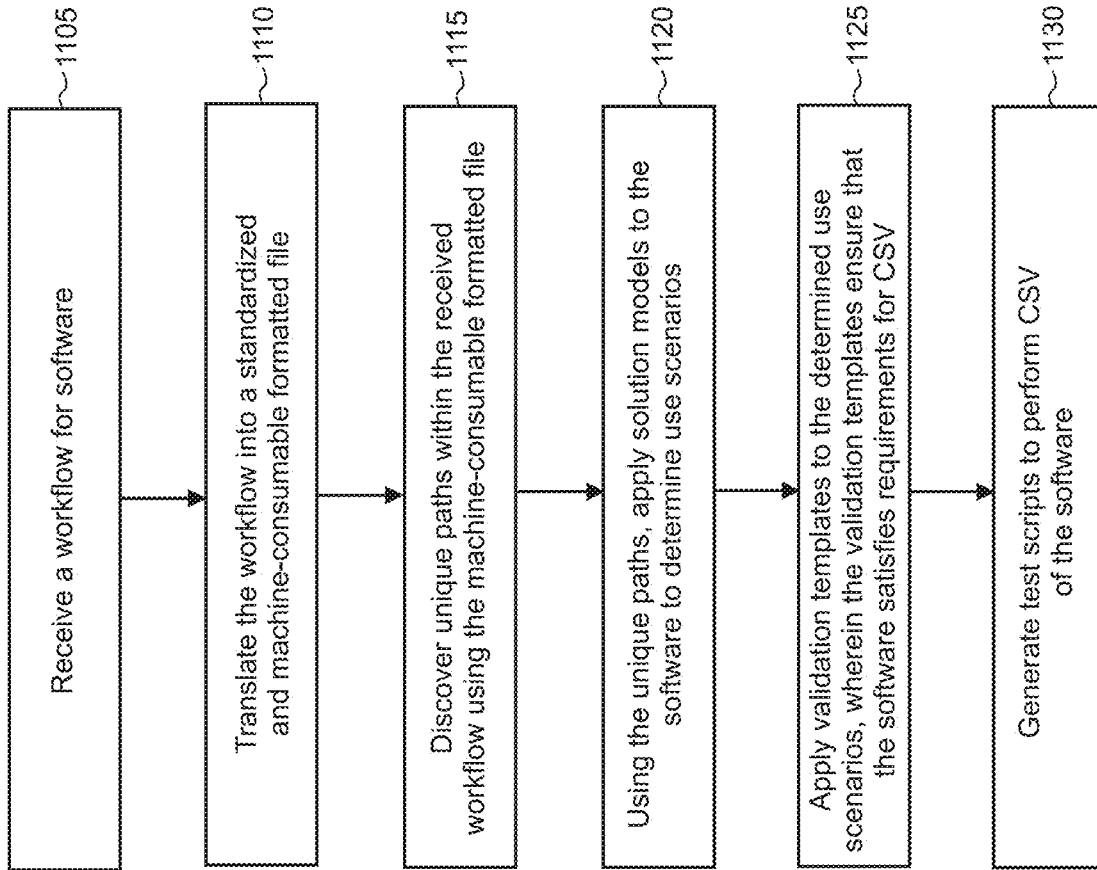 Receive a workflow for software
1105
Translate the workflow into a standardized
and machine-consumable formatted file
1110
Discover unique paths within the received
workflow using the machine-consumable formatted file
1115
Using the unique paths, apply solution models to the
software to determine use scenarios
1120
Apply validation templates to the determined use
scenarios, wherein the validation templates ensure that
the software satisfies requirements for CSV
1125
Generate test scripts to perform CSV
of the software
1130